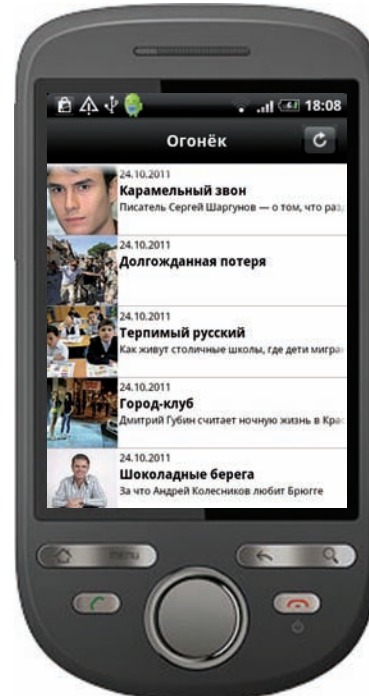 18:08
Огонёк
24.10.2011
Карамельный звон
Писатель Сергей Шаргунов — о том, что раз
24.10.2011
Долгожданная потеря
24.10.2011
Терпимый русский
Как живут столичные школы, где дети мигра
24.10.2011
Город-клуб
Дмитрий Губин считает ночную жизнь в Кра
24.10.2011
Шоколадные берега
За что Андрей Колесников любит Брюгге
menu